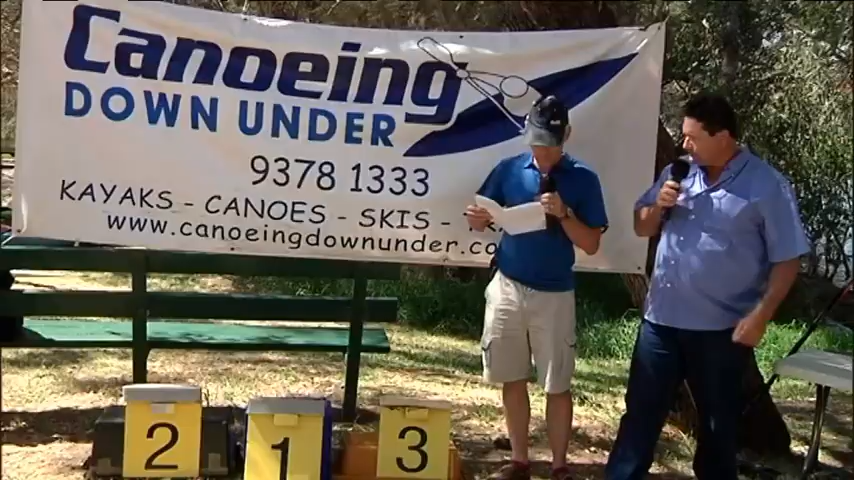 Canoeing
DOWN UNDER
9378 1333
KAYAKS - CANOES - SKIS -
www.canoeingdownunder.co
2
1
3